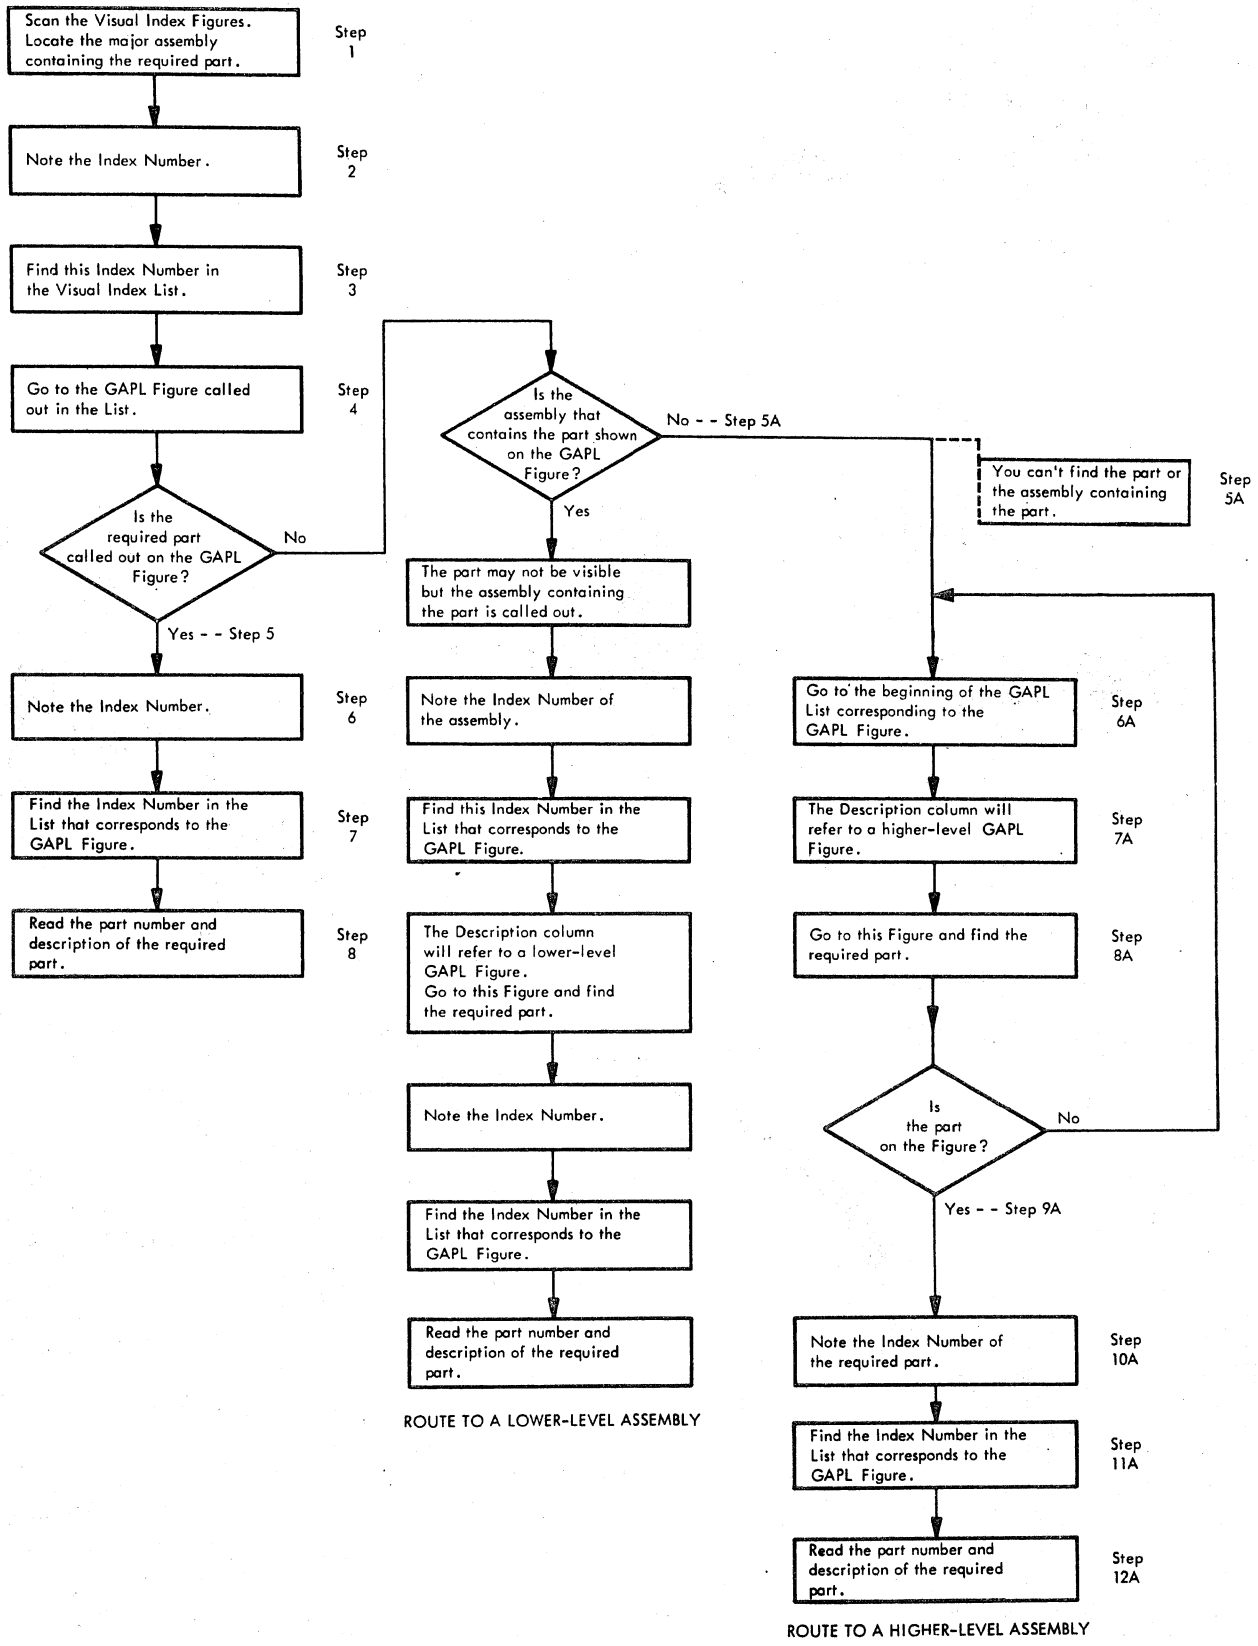 Scan the Visual Index Figures.
Locate the major assembly
containing the required part.
Step
1
Note the Index Number.
Step
2
Find this Index Number in
the Visual Index List.
Step
3
Go to the GAPL Figure called
out in the List.
Step
4
Is the
required part
called out on the GAPL
Figure?
No
Yes - - Step 5
Note the Index Number.
Step
6
Find the Index Number in the
List that corresponds to the
GAPL Figure.
Step
7
Read the part number and
description of the required
part.
Step
8
Is the
assembly that
contains the part shown
on the GAPL
Figure?
No - - Step 5A
Yes
The part may not be visible
but the assembly containing
the part is called out.
Note the Index Number of
the assembly.
Find this Index Number in the
List that corresponds to the
GAPL Figure.
The Description column
will refer to a lower-level
GAPL Figure.
Go to this Figure and find
the required part.
Note the Index Number.
Find the Index Number in the
List that corresponds to the
GAPL Figure.
Read the part number and
description of the required
part.
ROUTE TO A LOWER-LEVEL ASSEMBLY
You can't find the part or
the assembly containing
the part.
Step
5A
Go to the beginning of the GAPL
List corresponding to the
GAPL Figure.
Step
6A
The Description column will
refer to a higher-level GAPL
Figure.
Step
7A
Go to this Figure and find the
required part.
Step
8A
Is
the part
on the Figure?
No
Yes - - Step 9A
Note the Index Number of
the required part.
Step
10A
Find the Index Number in the
List that corresponds to the
GAPL Figure.
Step
11A
Read the part number and
description of the required
part.
Step
12A
ROUTE TO A HIGHER-LEVEL ASSEMBLY